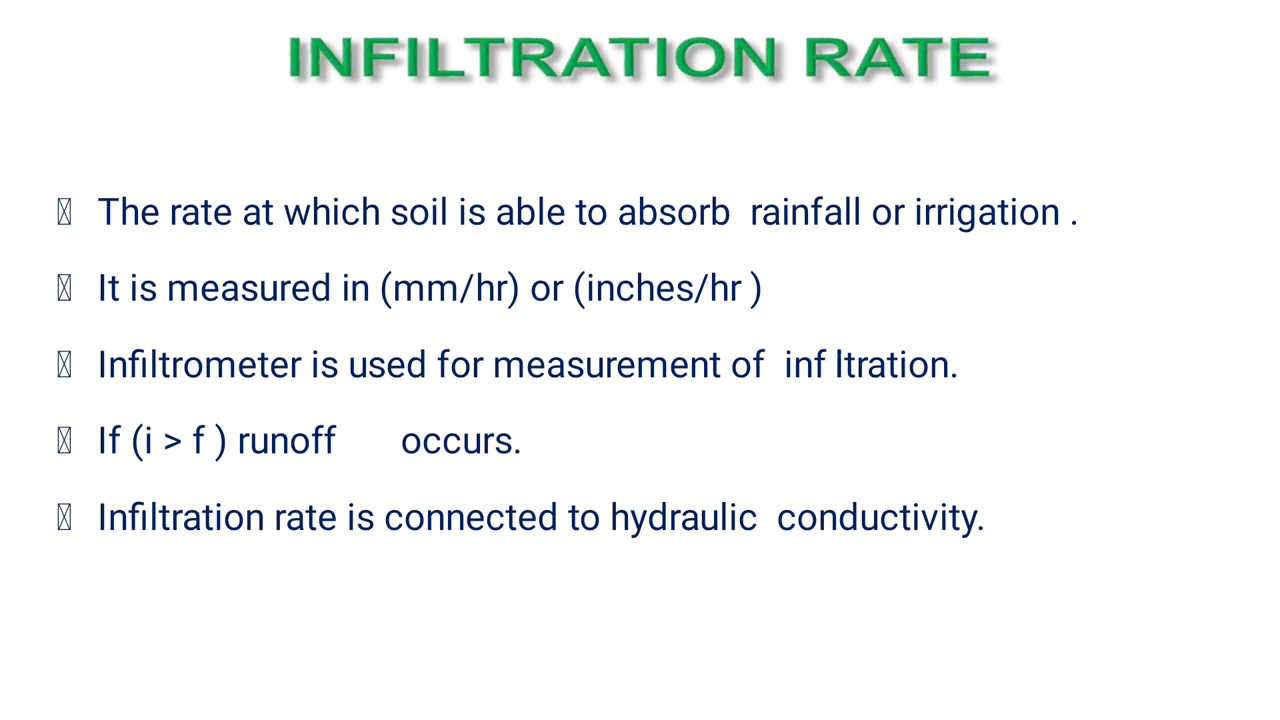 INFILTRATION RATE
The rate at which soil is able to absorb rainfall or irrigation .
It is measured in (mm/hr) or (inches/hr )
Infiltrometer is used for measurement of inf ltration.
If (i > f ) runoff occurs.
Infiltration rate is connected to hydraulic conductivity.